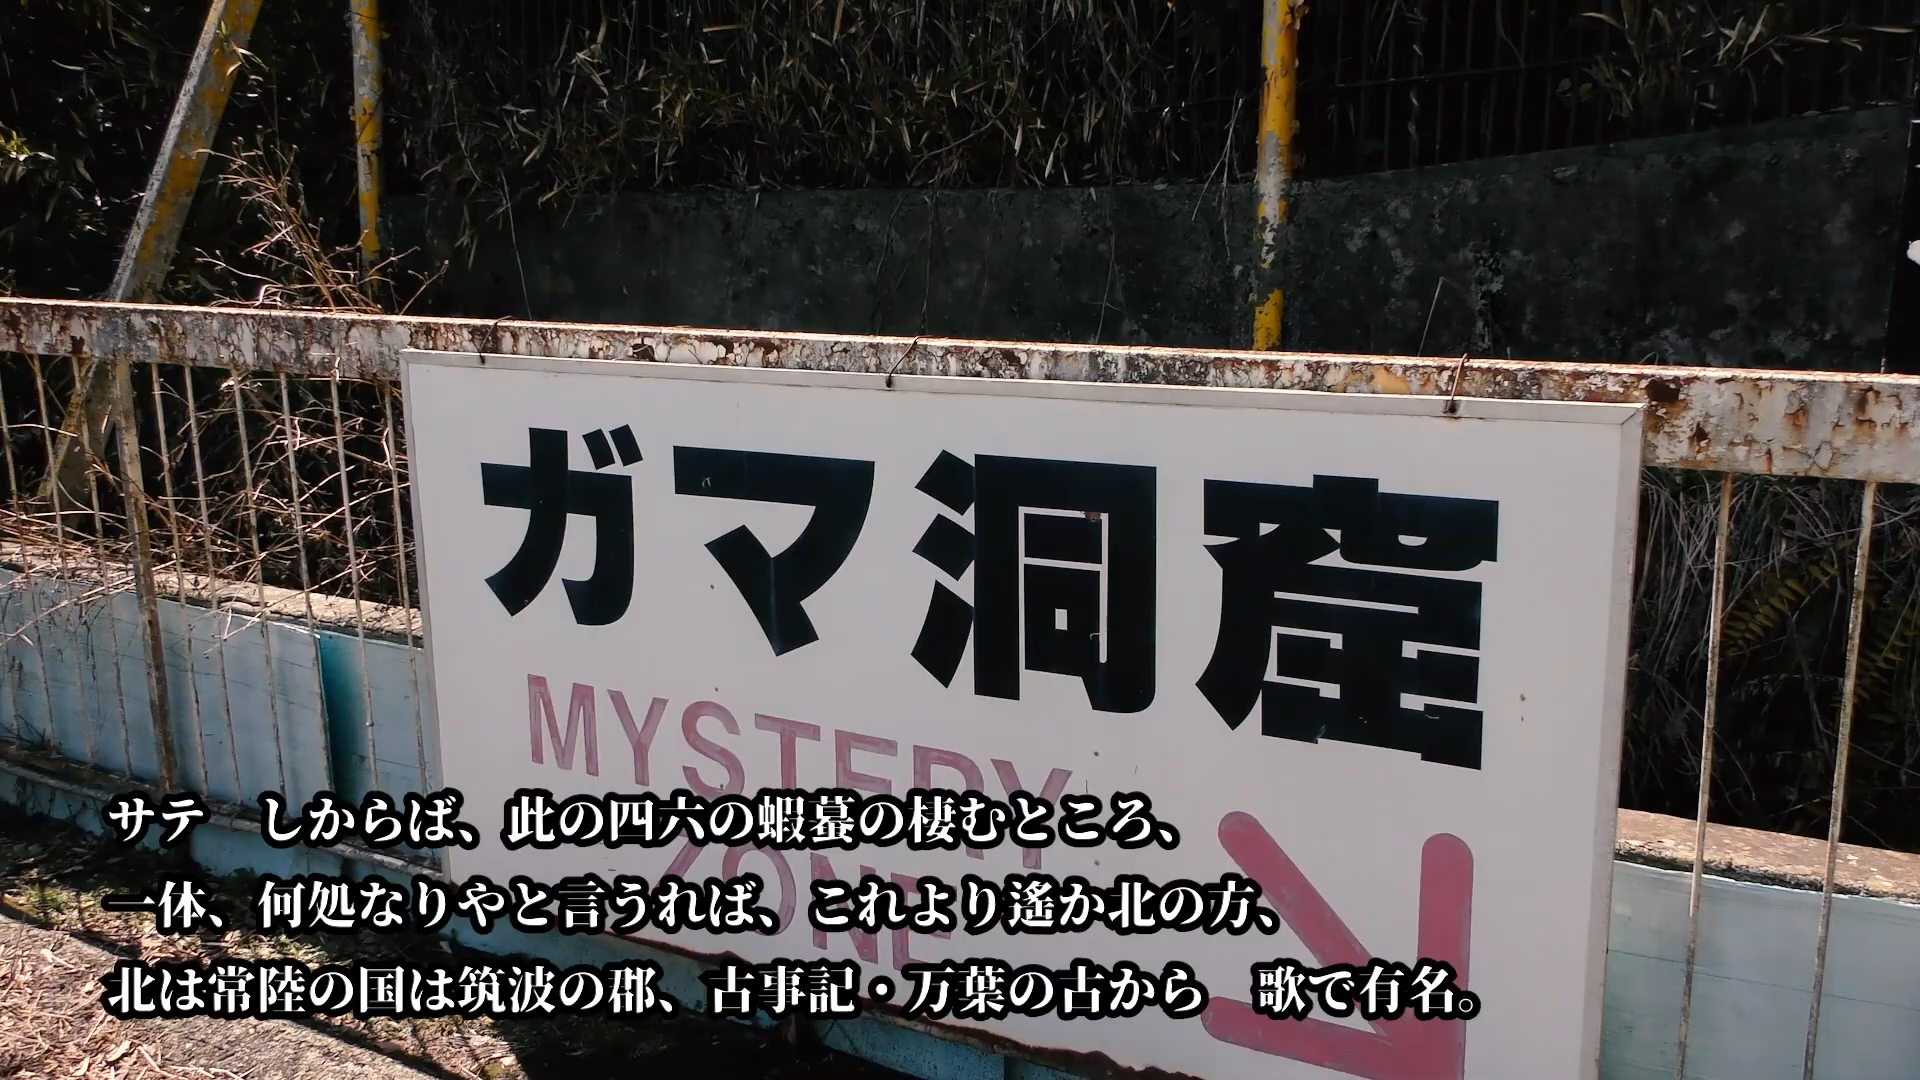 ガマ洞窟
MYSTERY
ZONE
サテ　しからば、此の四六の蝦蟇の棲むところ、
一体、何処なりやと言うれば、これより遙か北の方、
北は常陸の国は筑波の郡、古事記・万葉の古から　歌で有名。